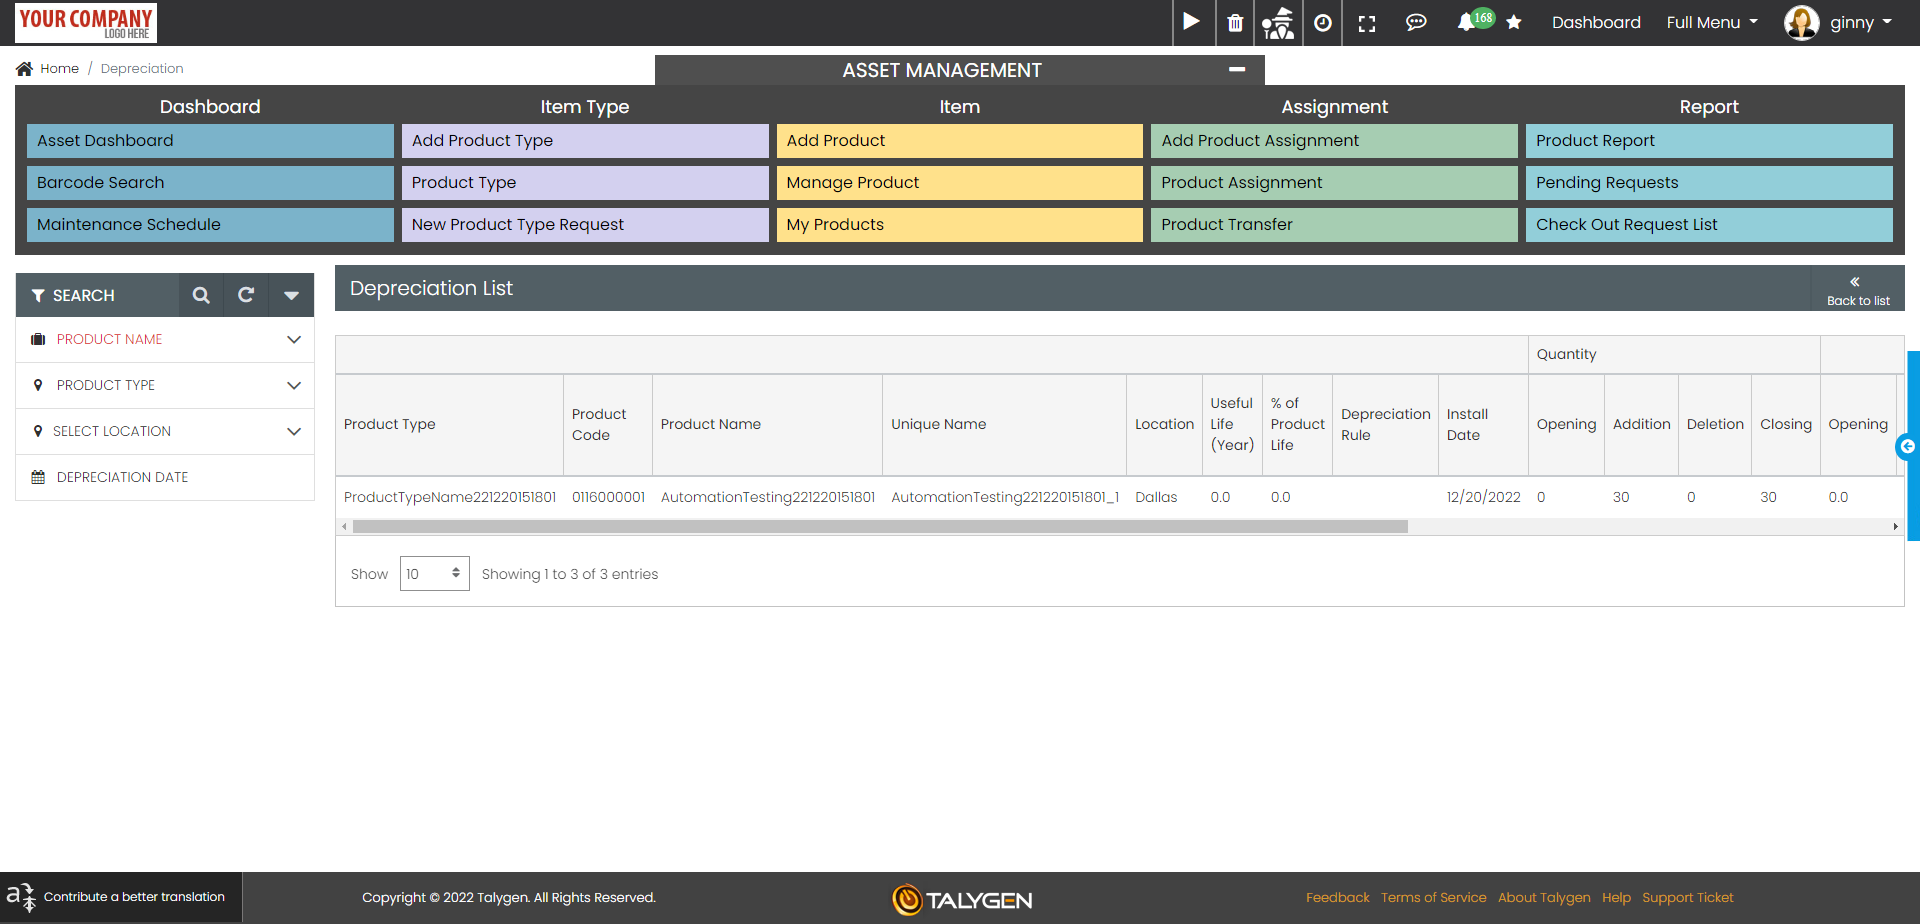 YOUR COMPANY
LOGO HERE
168
Dashboard
Full Menu
ginny
Home / Depreciation
ASSET MANAGEMENT
Dashboard
Item Type
Item
Assignment
Report
Asset Dashboard
Add Product Type
Add Product
Add Product Assignment
Product Report
Barcode Search
Product Type
Manage Product
Product Assignment
Pending Requests
Maintenance Schedule
New Product Type Request
My Products
Product Transfer
Check Out Request List
SEARCH
PRODUCT NAME
PRODUCT TYPE
SELECT LOCATION
DEPRECIATION DATE
Depreciation List
Back to list
Quantity
Product Type
Product
Code
Product Name
Unique Name
Location
Useful
Life
(Year)
% of
Product
Life
Depreciation
Rule
Install
Date
Opening
Addition
Deletion
Closing
Opening
ProductTypeName221220151801 0116000001 AutomationTesting221220151801 AutomationTesting221220151801_1 Dallas 0.0 0.0 12/20/2022 0 30 0 30 0.0
Show 10 Showing 1 to 3 of 3 entries
Contribute a better translation
Copyright © 2022 Talygen. All Rights Reserved.
TALYGEN
Feedback Terms of Service About Talygen Help Support Ticket